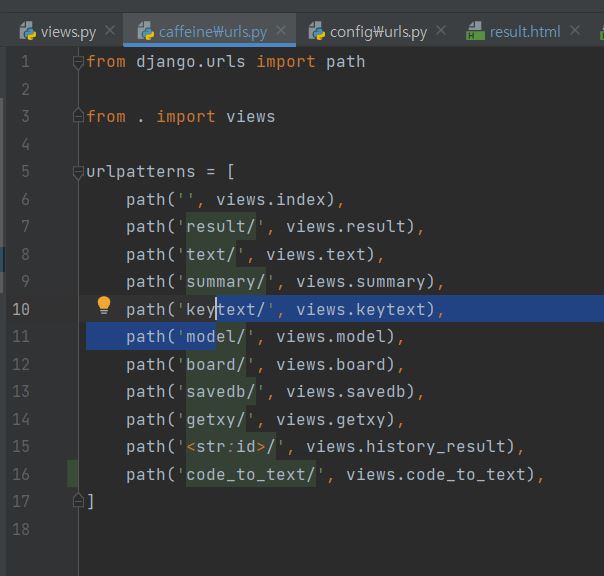 views.py
caffeine₩urls.py
config₩urls.py
result.html
1 from django.urls import path
2
3 from . import views
4
5 urlpatterns = [
6     path('', views.index),
7     path('result/', views.result),
8     path('text/', views.text),
9     path('summary/', views.summary),
10     path('keytext/', views.keytext),
11     path('model/', views.model),
12     path('board/', views.board),
13     path('savedb/', views.savedb),
14     path('getxy/', views.getxy),
15     path('<str:id>/', views.history_result),
16     path('code_to_text/', views.code_to_text),
17 ]
18